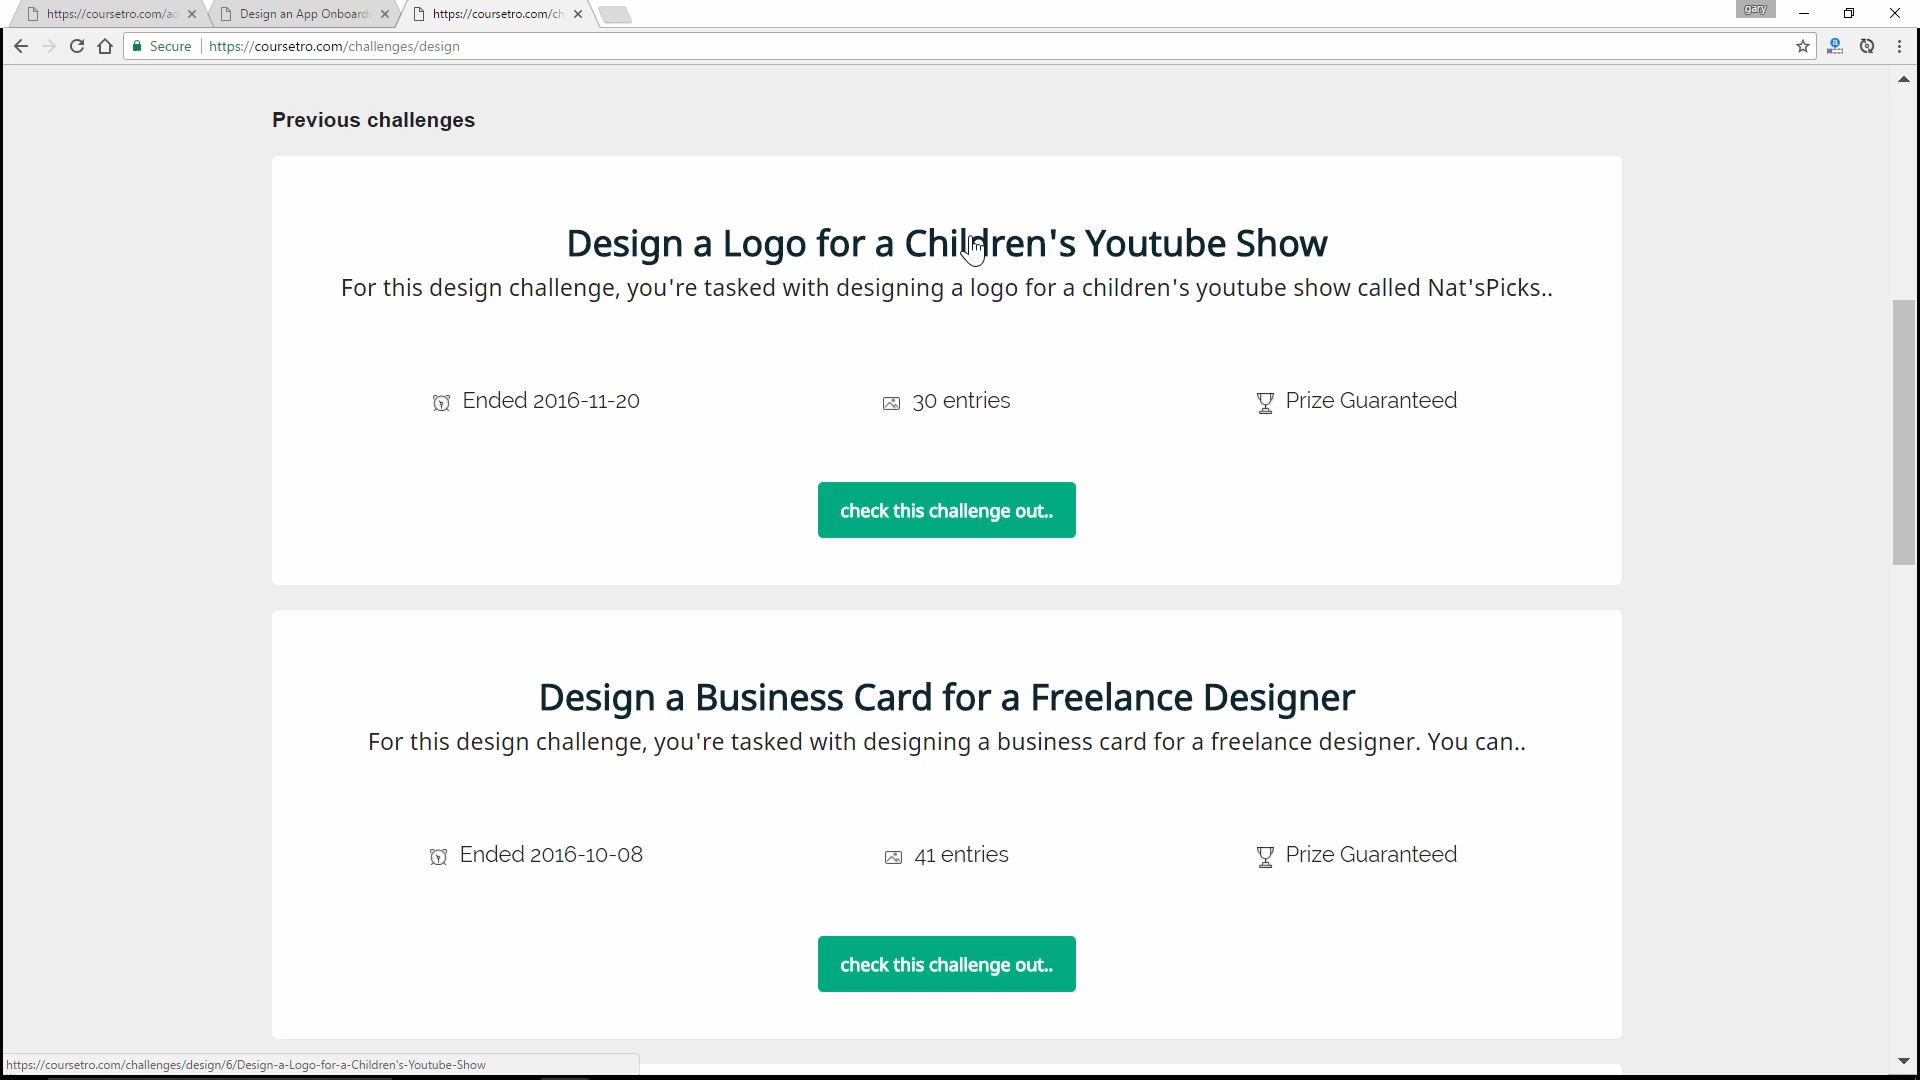 https://coursetro.com/ad
Design an App Onboardi
https://coursetro.com/ch
gary
Secure
https://coursetro.com/challenges/design
Previous challenges
Design a Logo for a Children's Youtube Show
For this design challenge, you're tasked with designing a logo for a children's youtube show called Nat'sPicks..
Ended 2016-11-20
30 entries
Prize Guaranteed
check this challenge out..
Design a Business Card for a Freelance Designer
For this design challenge, you're tasked with designing a business card for a freelance designer. You can..
Ended 2016-10-08
41 entries
Prize Guaranteed
check this challenge out..
https://coursetro.com/challenges/design/6/Design-a-Logo-for-a-Children's-Youtube-Show